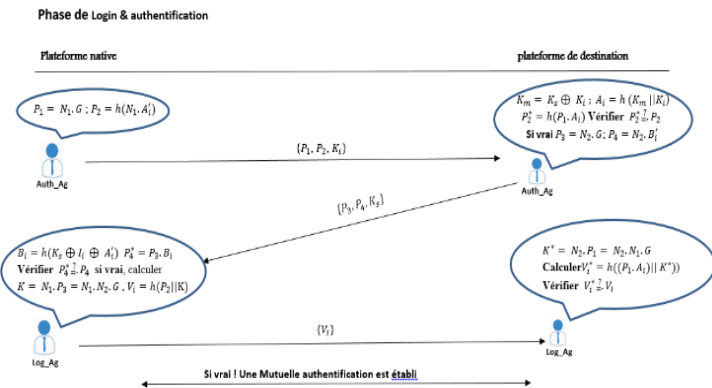 Phase de Login & authentification
Plateforme native
plateforme de destination
P₁ = N₁.G ; P₂ = h(N₁.A'ᵢ)
Kₘ = Kₛ ⊕ Kᵢ ; Aᵢ = h (Kₘ ||Kᵢ)
P₂* = h(P₁.Aᵢ) Vérifier P₂* ≟ P₂
Si vrai P₃ = N₂.G; P₄ = N₂.B'ᵢ
{P₁, P₂, Kᵢ}
Auth_Ag
Auth_Ag
{P₃, P₄, Kₛ}
Bᵢ = h(Kₛ ⊕ Iᵢ ⊕ A'ᵢ) P₄* = P₃.Bᵢ
Vérifier P₄* ≟ P₄ si vrai, calculer
K = N₁.P₃ = N₁.N₂.G , Vᵢ = h(P₂||K)
K* = N₂.P₁ = N₂.N₁.G
CalculerVᵢ* = h((P₁.Aᵢ)|| K*))
Vérifier Vᵢ* ≟ Vᵢ
{Vᵢ}
Log_Ag
Log_Ag
Si vrai ! Une Mutuelle authentification est établi